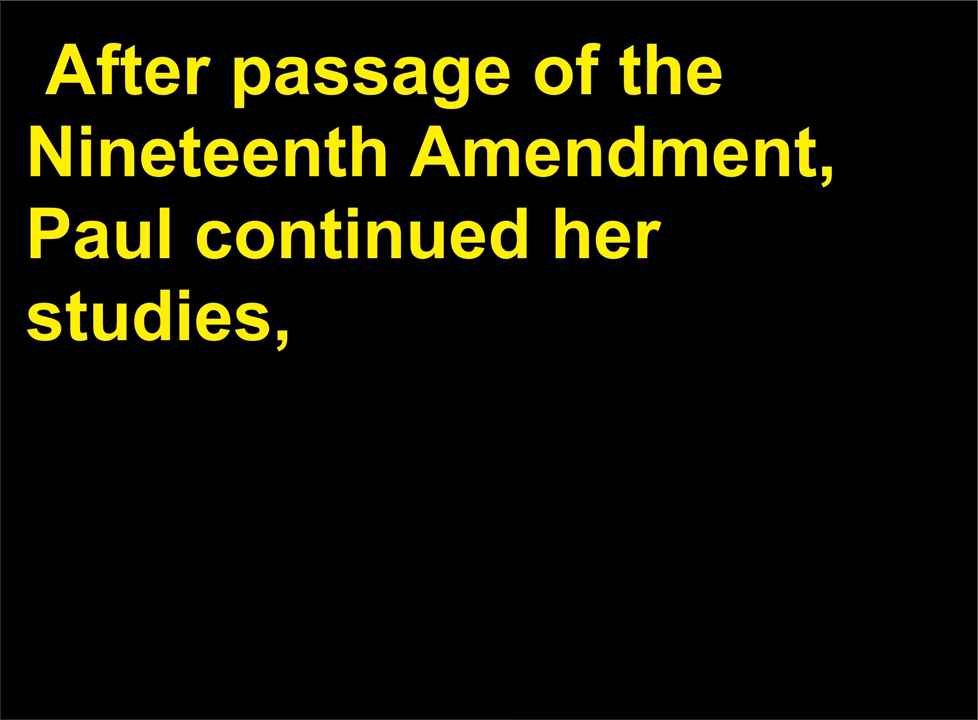 After passage of the
Nineteenth Amendment,
Paul continued her
studies,